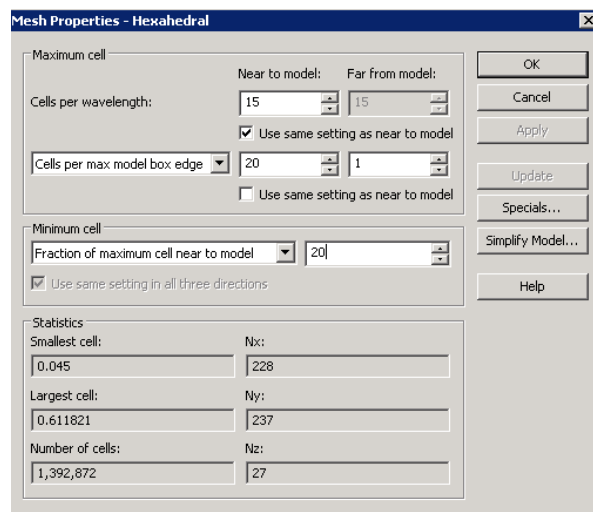 Mesh Properties - Hexahedral
Maximum cell
Near to model: Far from model:
Cells per wavelength: 15 15
Use same setting as near to model
Cells per max model box edge 20 1
Use same setting as near to model
Minimum cell
Fraction of maximum cell near to model 20
Use same setting in all three directions
Statistics
Smallest cell: Nx:
0.045 228
Largest cell: Ny:
0.611821 237
Number of cells: Nz:
1,392,872 27
OK
Cancel
Apply
Update
Specials...
Simplify Model...
Help